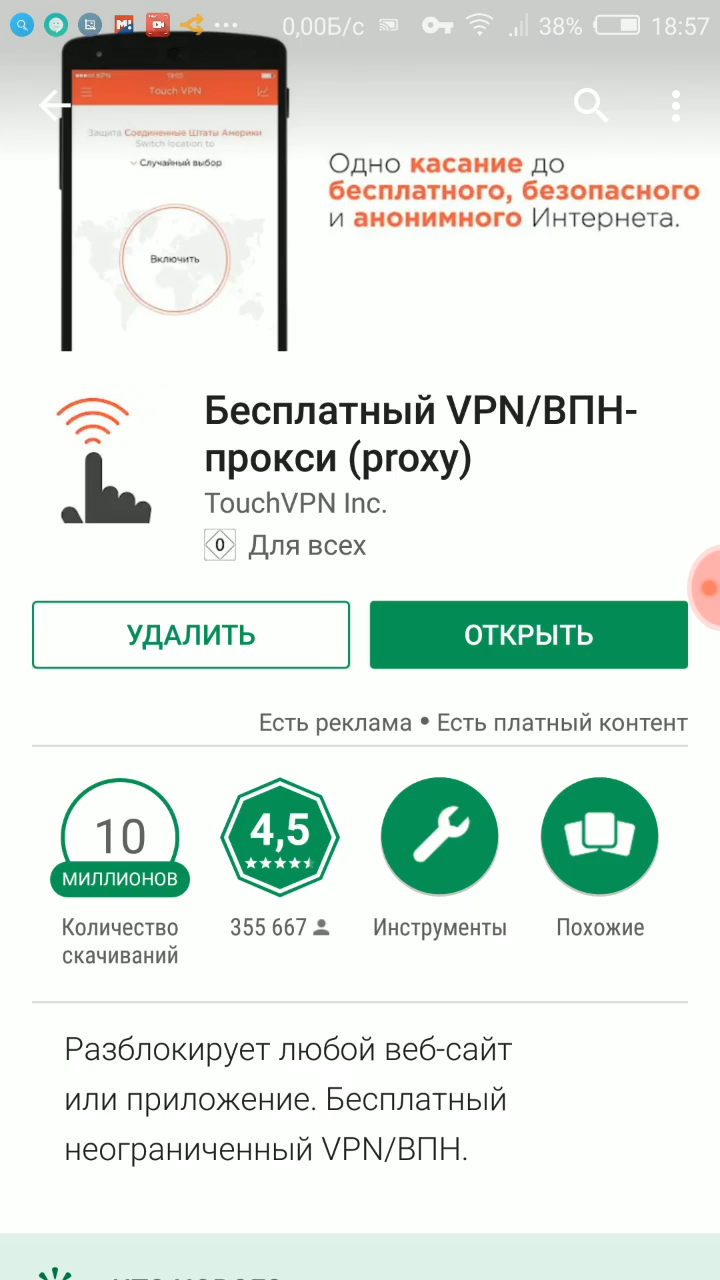 0,00Б/с
38%
18:57
Touch VPN
Защита Соединенные Штаты Америки
Switch location to
Случайный выбор
Включить
Одно касание до
бесплатного, безопасного
и анонимного Интернета.
Бесплатный VPN/ВПН-
прокси (proxy)
TouchVPN Inc.
0 Для всех
УДАЛИТЬ
ОТКРЫТЬ
Есть реклама • Есть платный контент
10
МИЛЛИОНОВ
Количество
скачиваний
4,5
355 667
Инструменты
Похожие
Разблокирует любой веб-сайт
или приложение. Бесплатный
неограниченный VPN/ВПН.